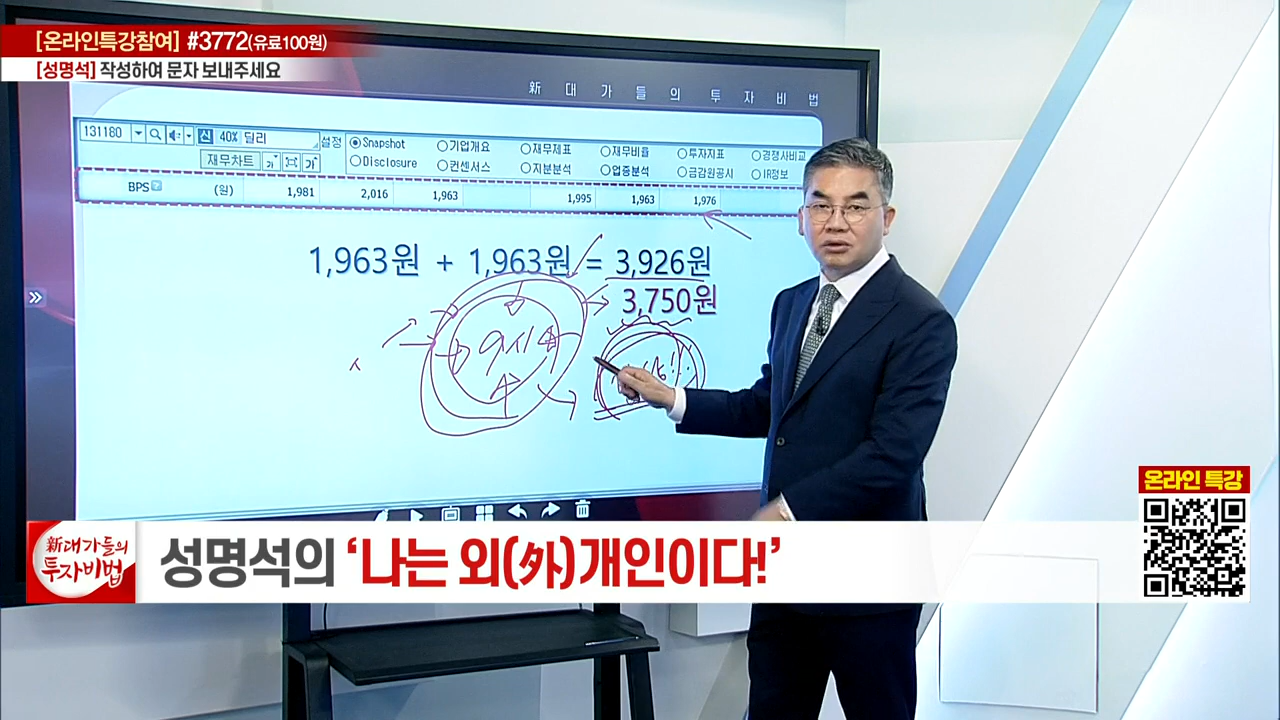 [온라인특강참여] #3772(유료100원)
[성명석] 작성하여 문자 보내주세요
新 대 가 들 의 투 자 비 법
131180 신 40% 딜리 설정 Snapshot 기업개요 재무제표 재무비율 투자지표 경쟁사비교
재무차트 가 가 Disclosure 컨센서스 지분분석 업종분석 금감원공시 IR정보
BPS (원) 1,981 2,016 1,963 1,995 1,963 1,976
1,963원 + 1,963원 = 3,926원
3,750원
9시
온라인 특강
新대가들의
투자비법
성명석의 ‘나는 외(外)개인이다!’